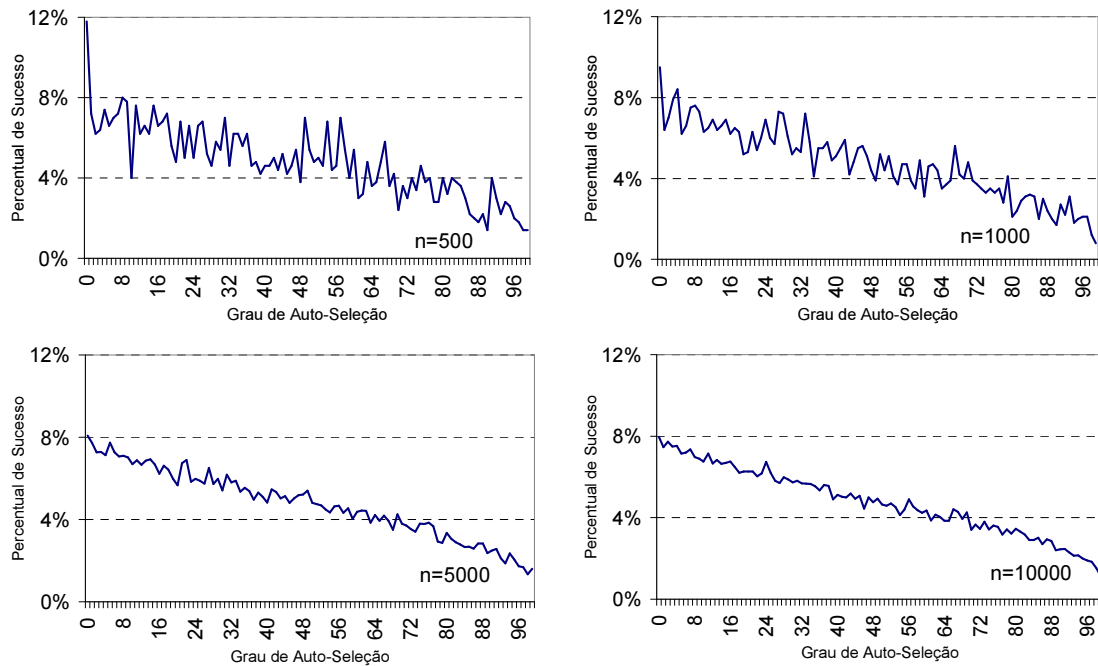 12%
8%
4%
0%
Percentual de Sucesso
n=500
0 8 16 24 32 40 48 56 64 72 80 88 96
Grau de Auto-Seleção
12%
8%
4%
0%
Percentual de Sucesso
n=1000
0 8 16 24 32 40 48 56 64 72 80 88 96
Grau de Auto-Seleção
12%
8%
4%
0%
Percentual de Sucesso
n=5000
0 8 16 24 32 40 48 56 64 72 80 88 96
Grau de Auto-Seleção
12%
8%
4%
0%
Percentual de Sucesso
n=10000
0 8 16 24 32 40 48 56 64 72 80 88 96
Grau de Auto-Seleção